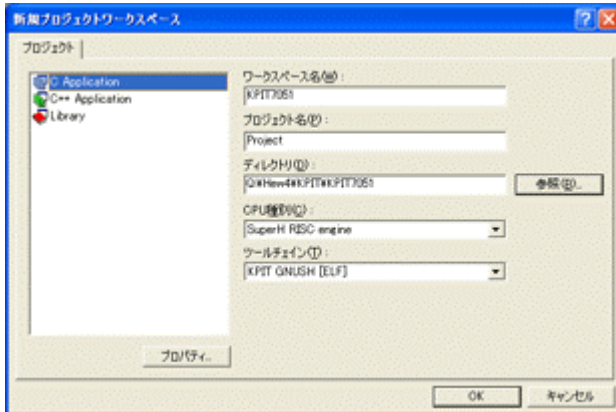 新規プロジェクトワークスペース
プロジェクト
C Application
C++ Application
Library
プロパティ...
ワークスペース名(W):
KPIT7051
プロジェクト名(P):
Project
ディレクトリ(D):
Q:¥Hew4¥KPIT¥KPIT7051
参照(B)...
CPU種別(C):
SuperH RISC engine
ツールチェイン(T):
KPIT GNUSH [ELF]
OK
キャンセル